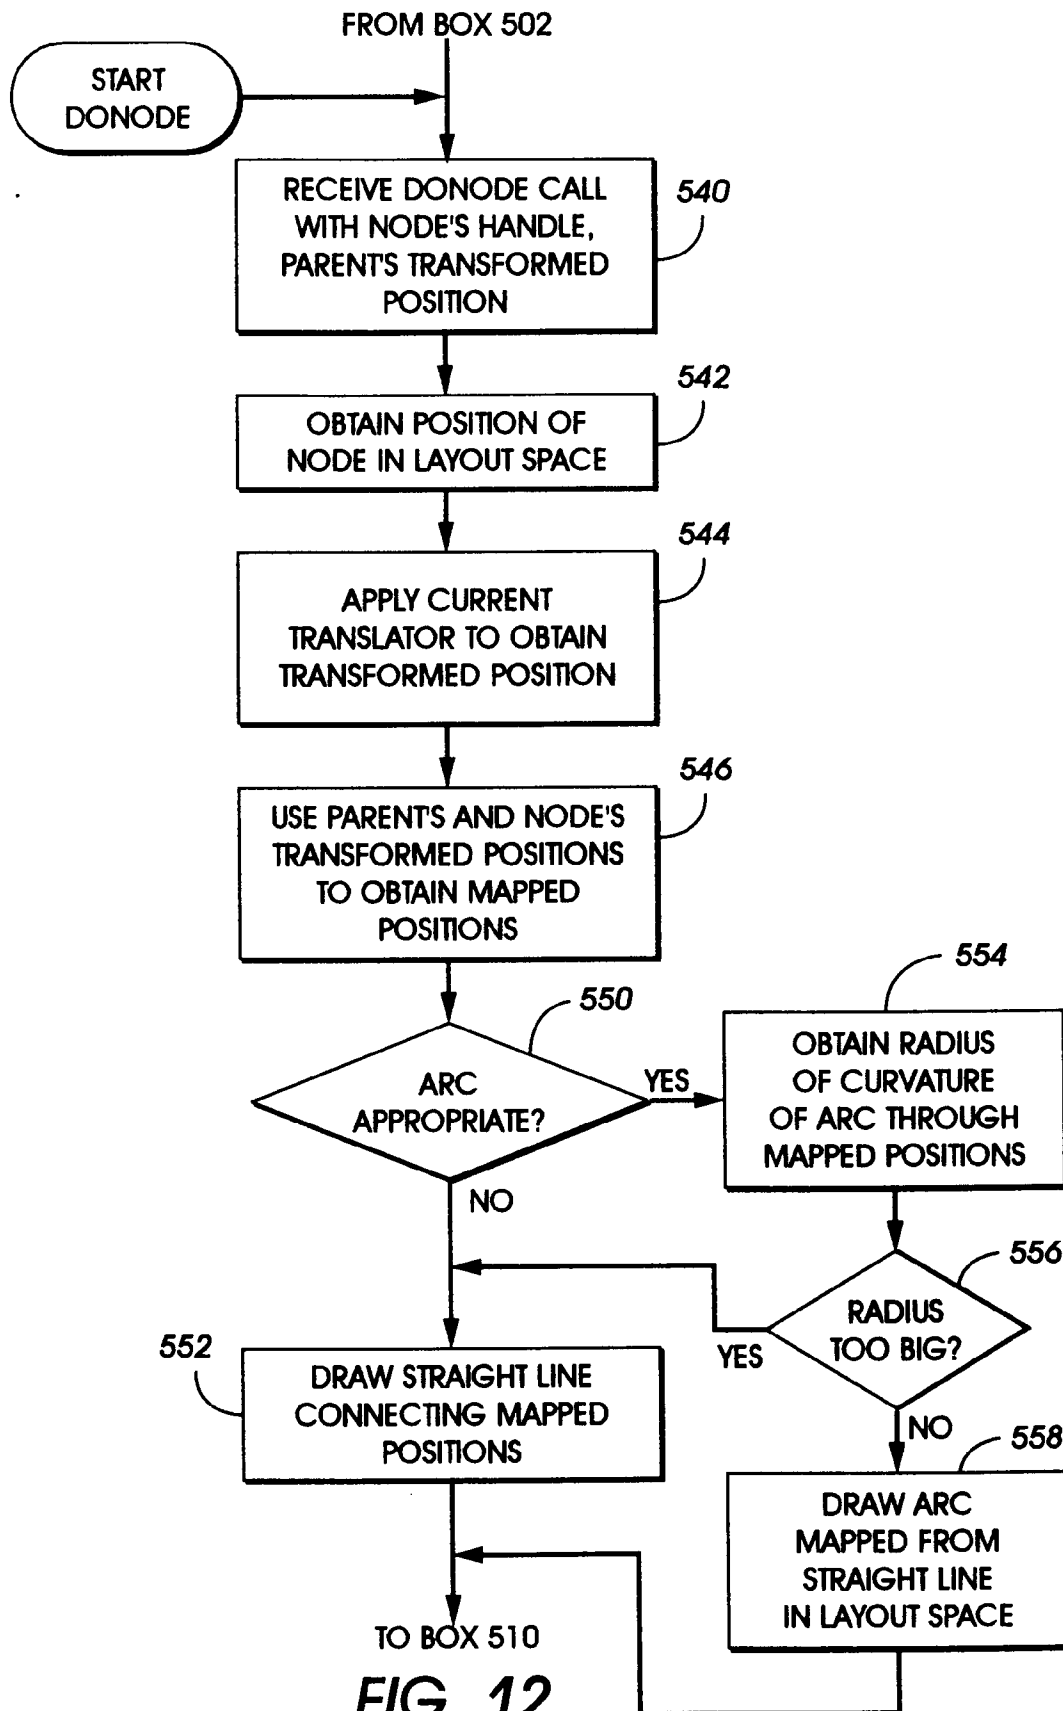 FROM BOX 502
START
DONODE
RECEIVE DONODE CALL
WITH NODE'S HANDLE,
PARENT'S TRANSFORMED
POSITION
540
542
OBTAIN POSITION OF
NODE IN LAYOUT SPACE
544
APPLY CURRENT
TRANSLATOR TO OBTAIN
TRANSFORMED POSITION
546
USE PARENT'S AND NODE'S
TRANSFORMED POSITIONS
TO OBTAIN MAPPED
POSITIONS
550
ARC
APPROPRIATE?
YES
NO
554
OBTAIN RADIUS
OF CURVATURE
OF ARC THROUGH
MAPPED POSITIONS
556
RADIUS
TOO BIG?
YES
NO
552
DRAW STRAIGHT LINE
CONNECTING MAPPED
POSITIONS
558
DRAW ARC
MAPPED FROM
STRAIGHT LINE
IN LAYOUT SPACE
TO BOX 510
FIG. 12